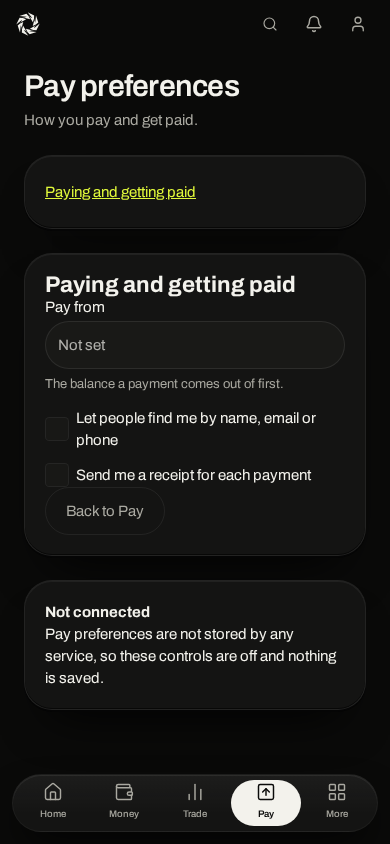 Pay preferences
How you pay and get paid.
Paying and getting paid
Paying and getting paid
Pay from
Not set
The balance a payment comes out of first.
Let people find me by name, email or
phone
Send me a receipt for each payment
Back to Pay
Not connected
Pay preferences are not stored by any
service, so these controls are off and nothing
is saved.
Home
Money
Trade
Pay
More